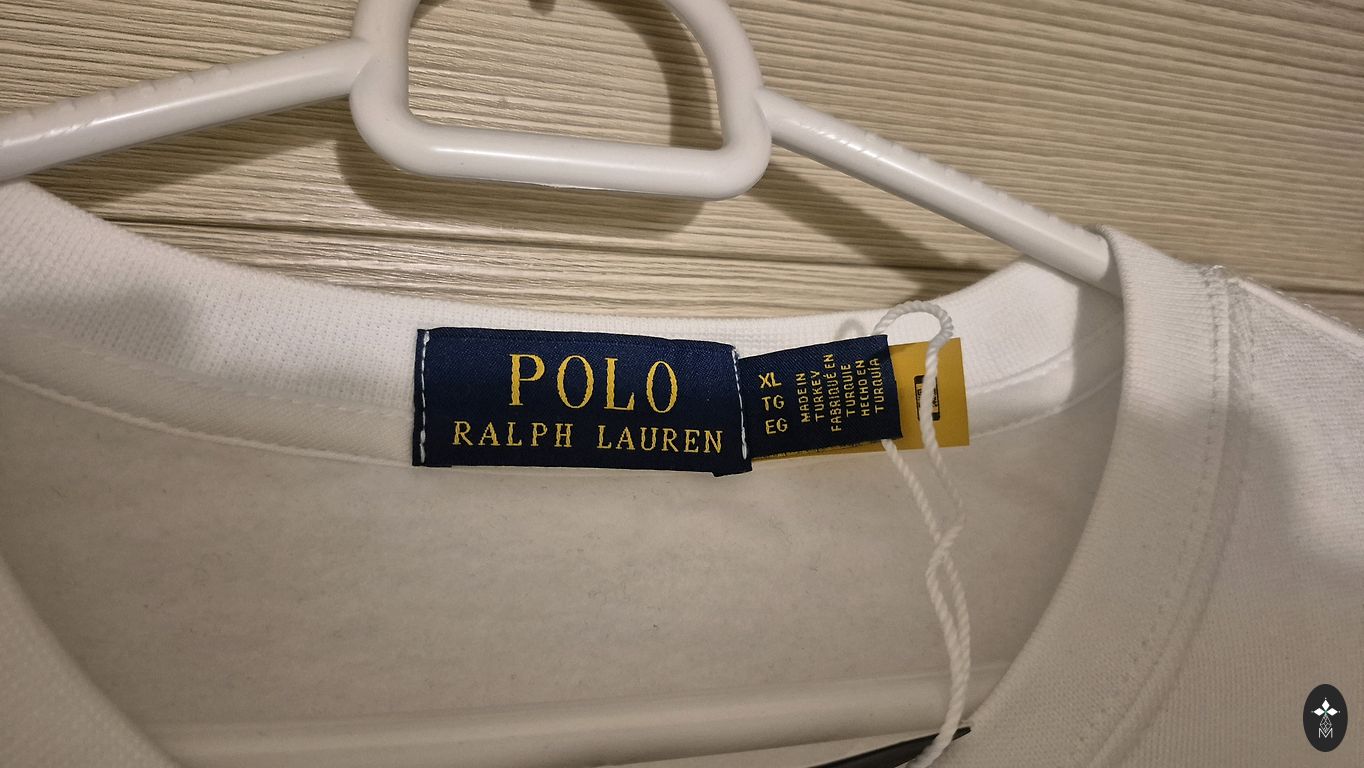 POLO
RALPH LAUREN
XL
TG
EG
MADE IN
TURKEY
FABRIQUÉ EN
TURQUIE
HECHO EN
TURQUÍA
M